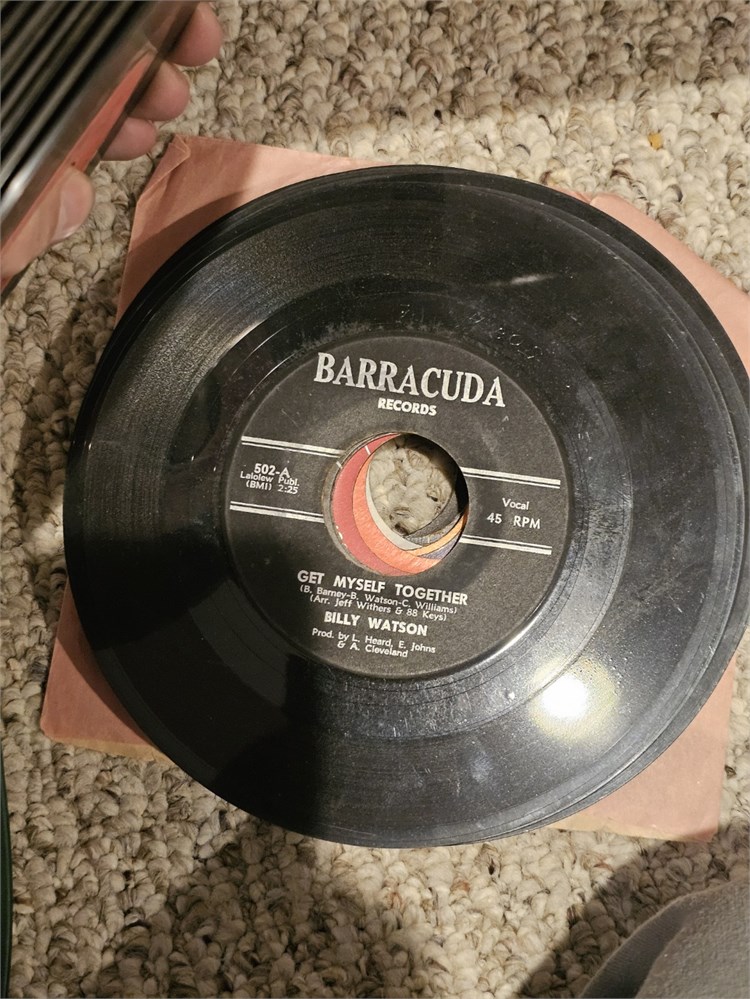 BARRACUDA
RECORDS
502-A
Lalolew Publ.
(BMI) 2:25
Vocal
45 RPM
GET MYSELF TOGETHER
(B. Barney-B. Watson-C. Williams)
(Arr. Jeff Withers & 88 Keys)
BILLY WATSON
Prod. by L. Heard, E. Johns
& A. Cleveland